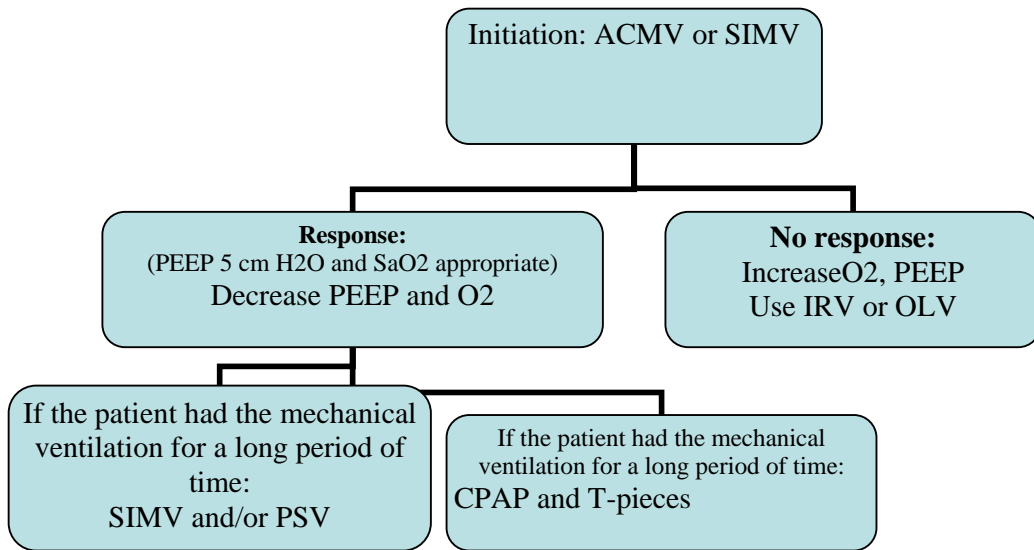 Initiation: ACMV or SIMV
Response:
(PEEP 5 cm H2O and SaO2 appropriate)
Decrease PEEP and O2
No response:
IncreaseO2, PEEP
Use IRV or OLV
If the patient had the mechanical
ventilation for a long period of
time:
SIMV and/or PSV
If the patient had the mechanical
ventilation for a long period of time:
CPAP and T-pieces